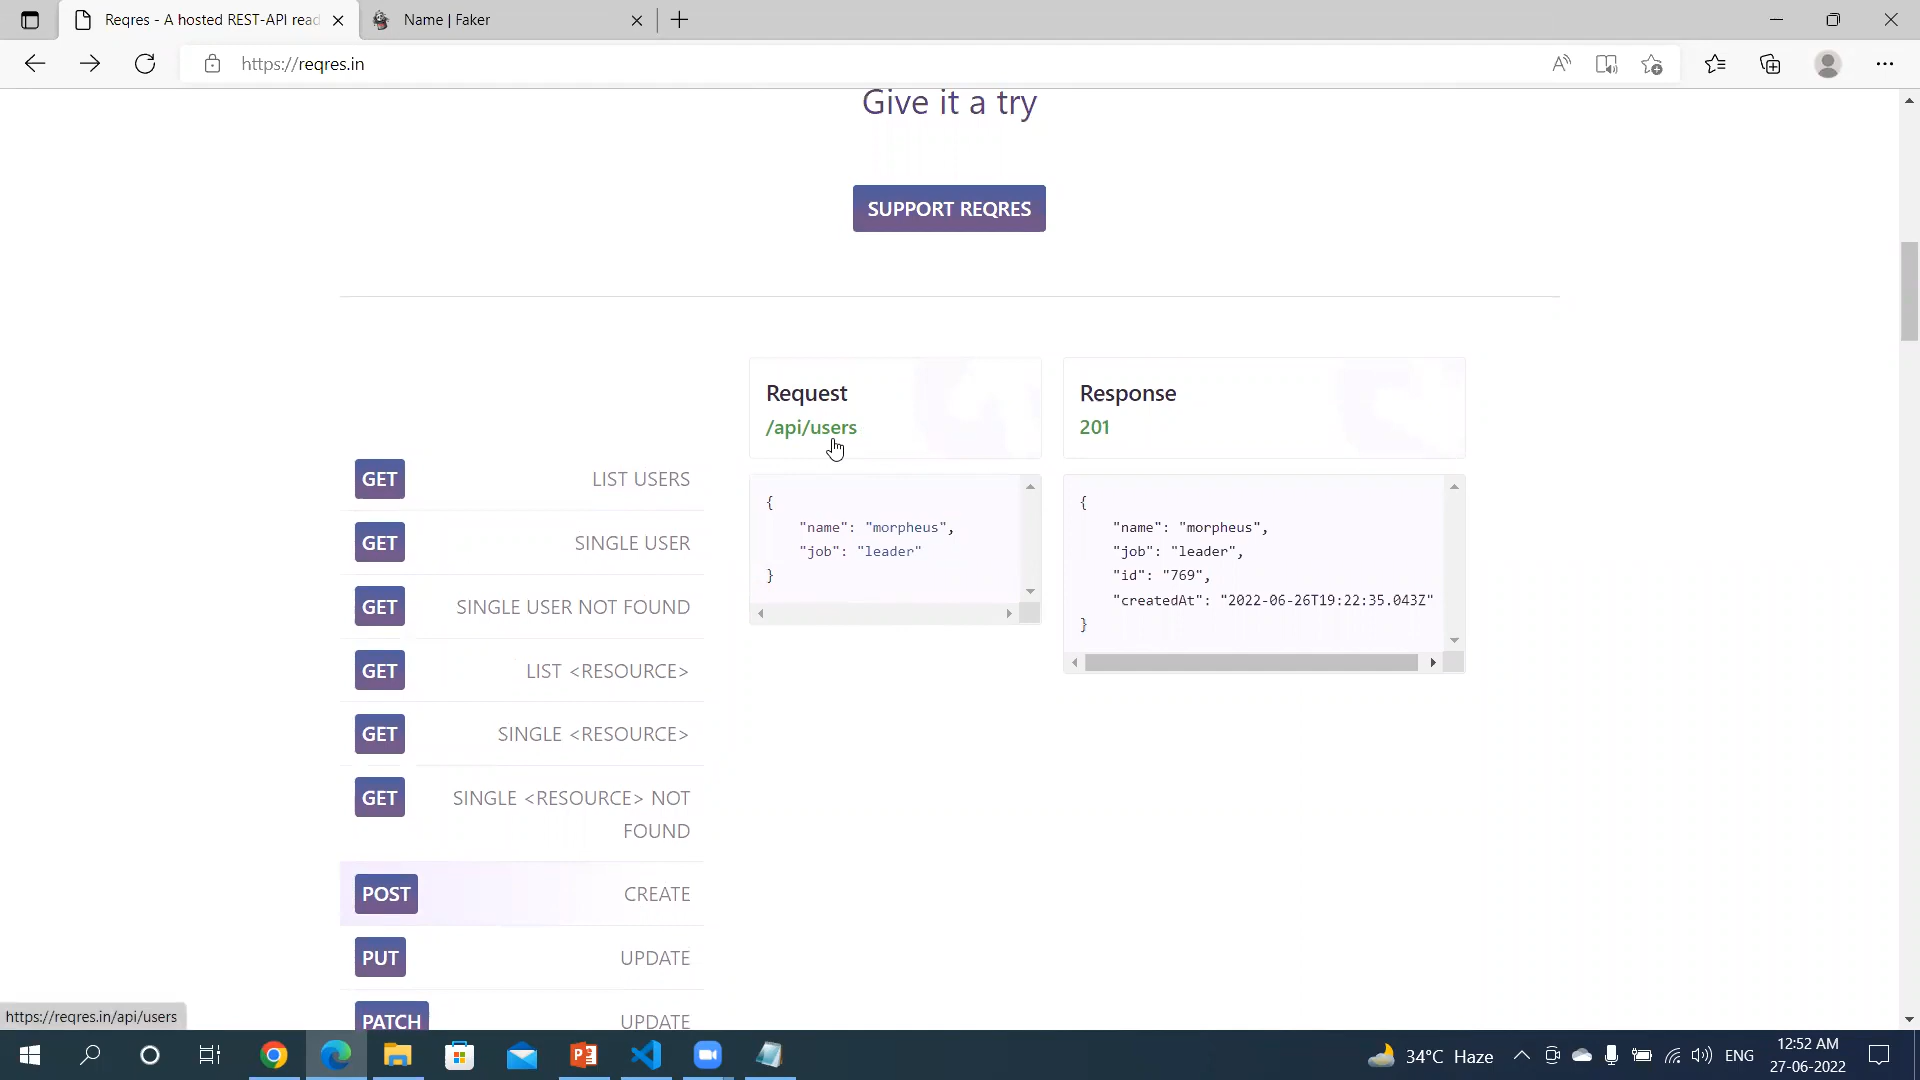 Reqres - A hosted REST-API read
Name | Faker
https://reqres.in
Give it a try
SUPPORT REQRES
Request
/api/users
Response
201
{
"name": "morpheus",
"job": "leader"
}
{
"name": "morpheus",
"job": "leader",
"id": "769",
"createdAt": "2022-06-26T19:22:35.043Z"
}
GET LIST USERS
GET SINGLE USER
GET SINGLE USER NOT FOUND
GET LIST <RESOURCE>
GET SINGLE <RESOURCE>
GET SINGLE <RESOURCE> NOT
FOUND
POST CREATE
PUT UPDATE
PATCH UPDATE
https://reqres.in/api/users
34°C Haze
ENG
12:52 AM
27-06-2022